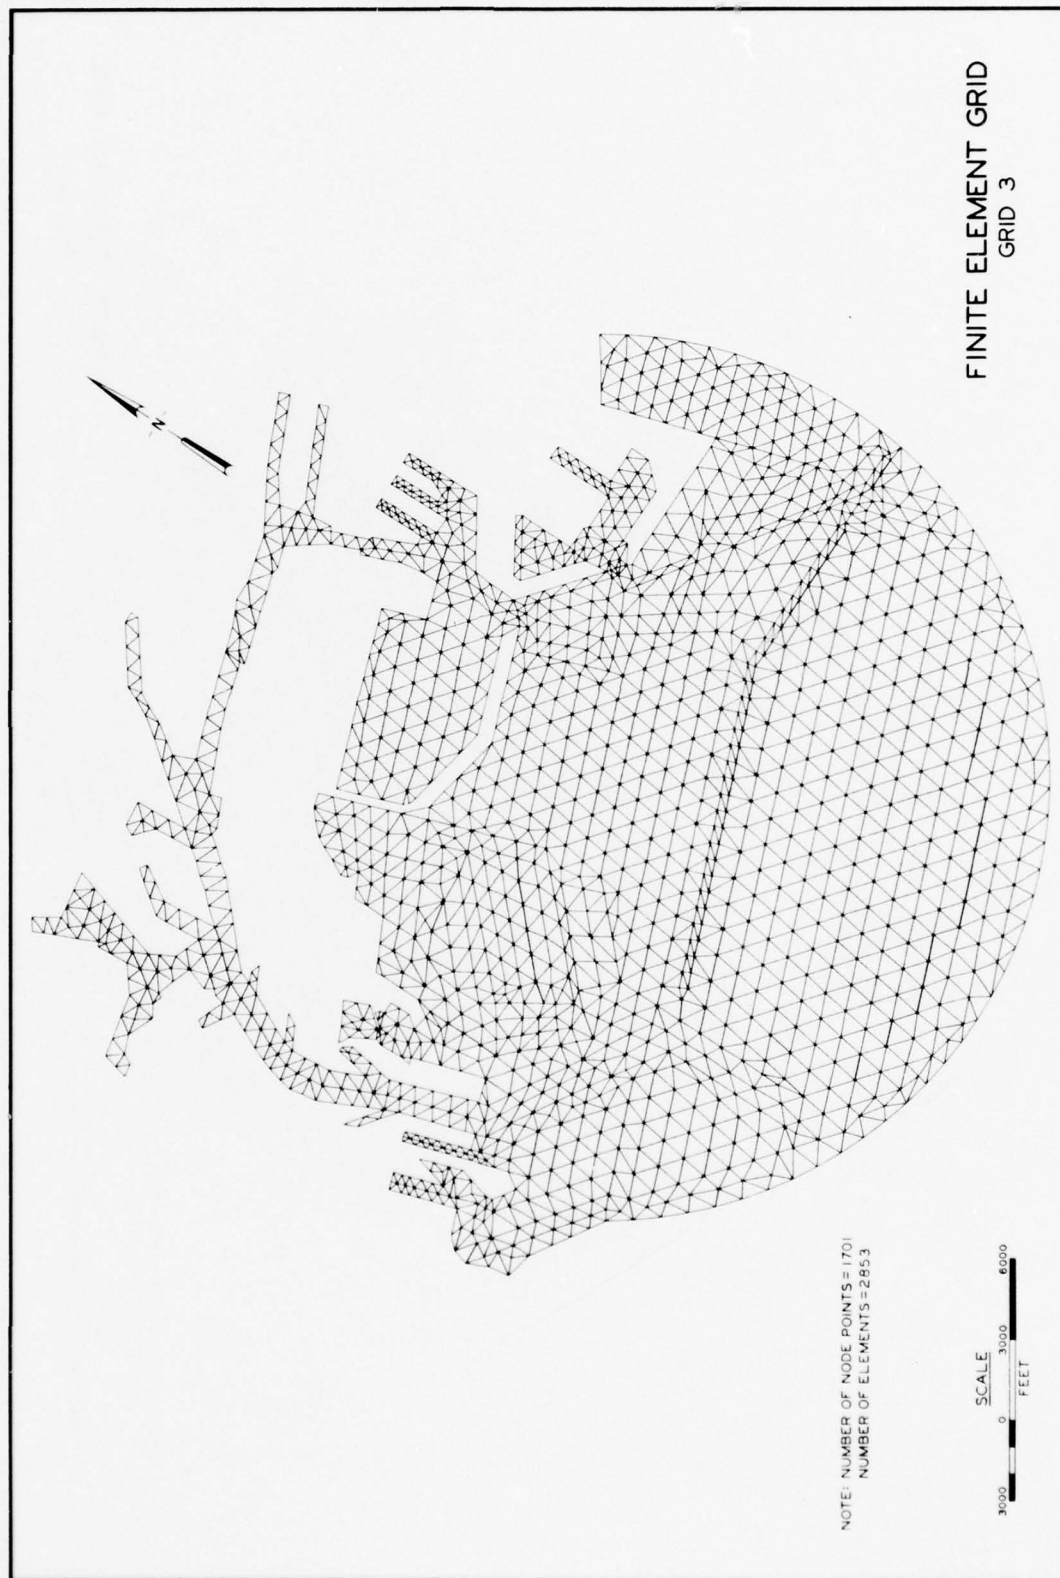 FINITE ELEMENT GRID
GRID 3
N
NOTE: NUMBER OF NODE POINTS = 1701
NUMBER OF ELEMENTS = 2853
SCALE
3000 0 3000 6000
FEET